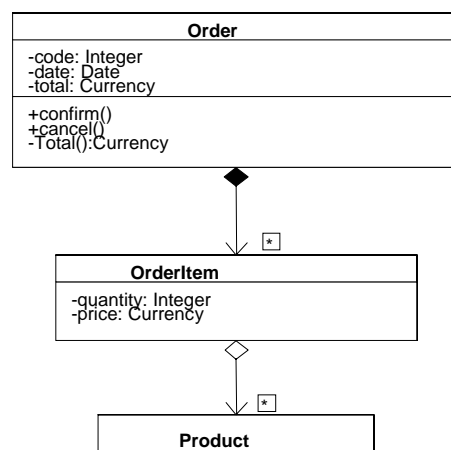 Order
-code: Integer
-date: Date
-total: Currency
+confirm()
+cancel()
-Total():Currency
*
OrderItem
-quantity: Integer
-price: Currency
*
Product